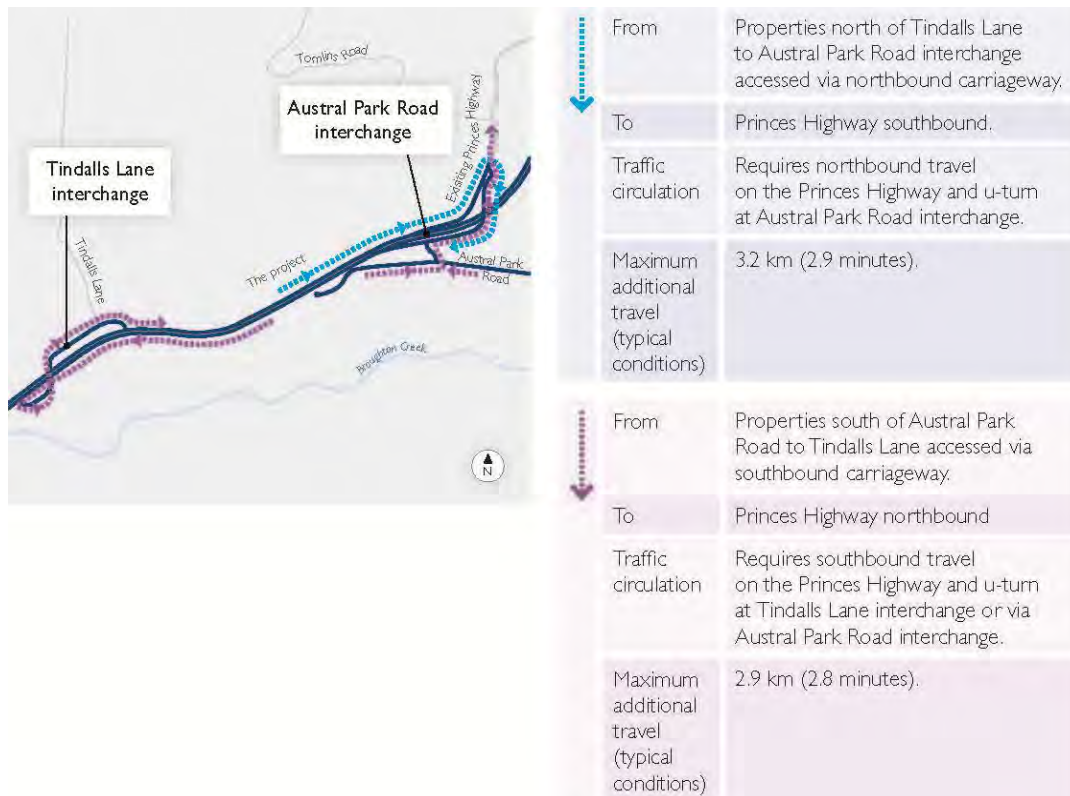 Tomlins Road
Existing Princes Highway
Austral Park Road
interchange
Tindalls Lane
interchange
Tindalls Lane
The project
Austral Park
Road
Broughton Creek
N
From
Properties north of Tindalls Lane
to Austral Park Road interchange
accessed via northbound carriageway.
To
Princes Highway southbound.
Traffic
circulation
Requires northbound travel
on the Princes Highway and u-turn
at Austral Park Road interchange.
Maximum
additional
travel
(typical
conditions)
3.2 km (2.9 minutes).
From
Properties south of Austral Park
Road to Tindalls Lane accessed via
southbound carriageway.
To
Princes Highway northbound
Traffic
circulation
Requires southbound travel
on the Princes Highway and u-turn
at Tindalls Lane interchange or via
Austral Park Road interchange.
Maximum
additional
travel
(typical
conditions)
2.9 km (2.8 minutes).